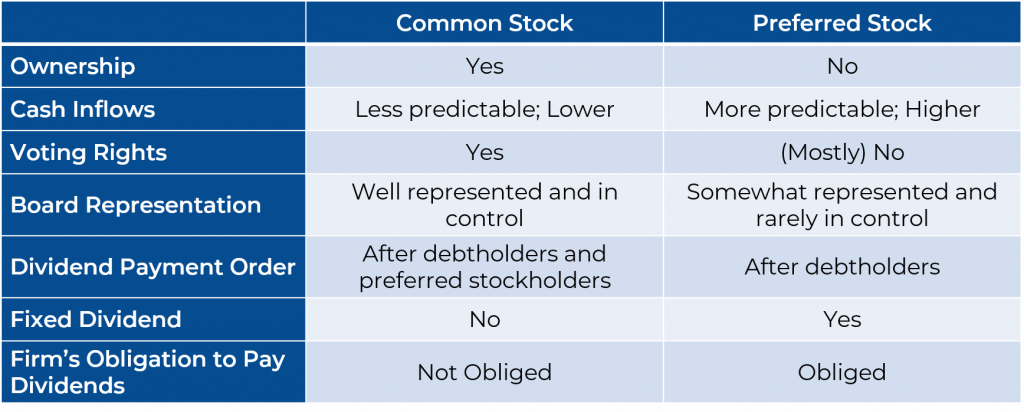 Common Stock Preferred Stock
Ownership Yes No
Cash Inflows Less predictable; Lower More predictable; Higher
Voting Rights Yes (Mostly) No
Board Representation Well represented and in control Somewhat represented and rarely in control
Dividend Payment Order After debtholders and preferred stockholders After debtholders
Fixed Dividend No Yes
Firm's Obligation to Pay Dividends Not Obliged Obliged